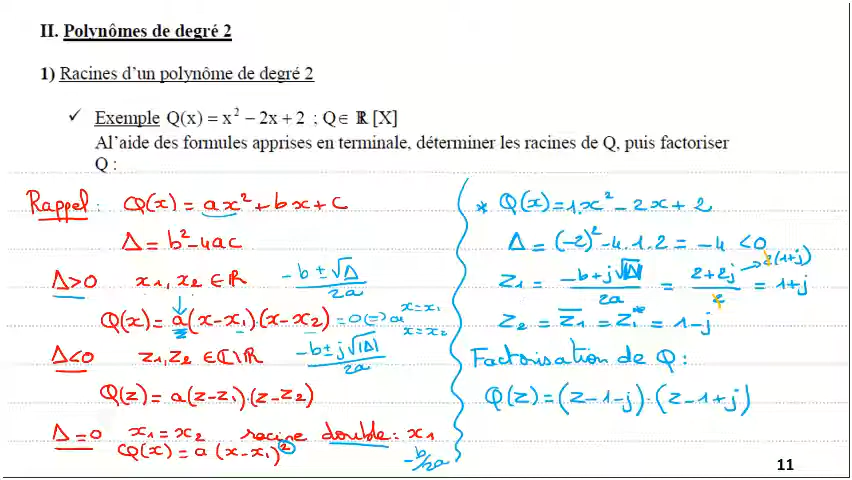 II. Polynômes de degré 2
1) Racines d'un polynôme de degré 2
✓ Exemple Q(x) = x² − 2x + 2 ; Q ∈ ℝ [X]
Al'aide des formules apprises en terminale, déterminer les racines de Q, puis factoriser
Q :
Rappel : Q(x) = ax² + bx + c
Δ = b² − 4ac
Δ>0 x₁, x₂ ∈ ℝ (−b ± √Δ)/2a
Q(x) = a(x−x₁).(x−x₂) = 0 ⇔ ou x=x₁ x=x₂
Δ<0 z₁, z₂ ∈ ℂ\ℝ (−b ± j√|Δ|)/2a
Q(z) = a(z−z₁).(z−z₂)
Δ=0 x₁ = x₂ racine double : x₁
Q(x) = a (x−x₁)² −b/2a
* Q(x) = 1.x² − 2x + 2
Δ = (−2)² − 4.1.2 = −4 < 0
z₁ = (−b + j√|Δ|)/2a = (2+2j)/2 → 2(1+j) = 1+j
z₂ = z̄₁ = z₁* = 1−j
Factorisation de Q :
Q(z) = (z−1−j).(z−1+j)
11